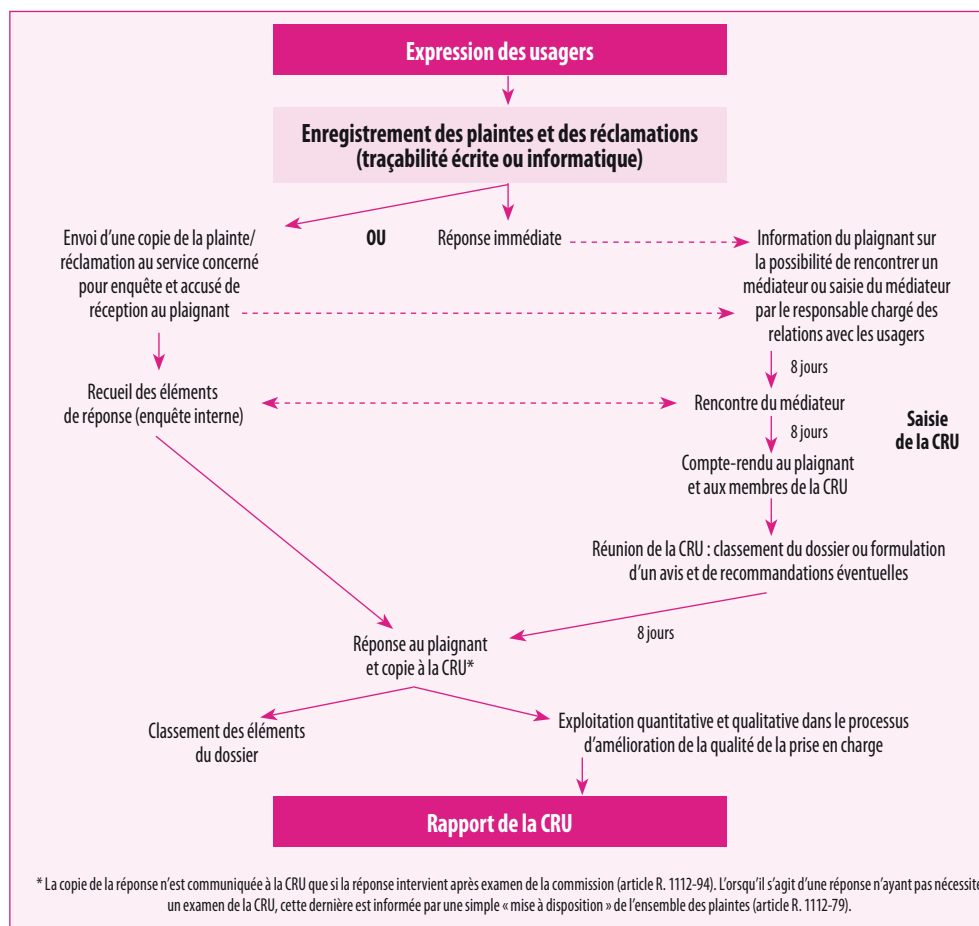 Expression des usagers
Enregistrement des plaintes et des réclamations
(traçabilité écrite ou informatique)
Envoi d'une copie de la plainte/
réclamation au service concerné
pour enquête et accusé de
réception au plaignant
OU
Réponse immédiate
Information du plaignant sur
la possibilité de rencontrer un
médiateur ou saisie du médiateur
par le responsable chargé des
relations avec les usagers
8 jours
Recueil des éléments
de réponse (enquête interne)
Rencontre du médiateur
Saisie
de la CRU
8 jours
Compte-rendu au plaignant
et aux membres de la CRU
Réunion de la CRU : classement du dossier ou formulation
d'un avis et de recommandations éventuelles
8 jours
Réponse au plaignant
et copie à la CRU*
Classement des éléments
du dossier
Exploitation quantitative et qualitative dans le processus
d'amélioration de la qualité de la prise en charge
Rapport de la CRU
* La copie de la réponse n'est communiquée à la CRU que si la réponse intervient après examen de la commission (article R. 1112-94). L'orsqu'il s'agit d'une réponse n'ayant pas nécessité
un examen de la CRU, cette dernière est informée par une simple « mise à disposition » de l'ensemble des plaintes (article R. 1112-79).